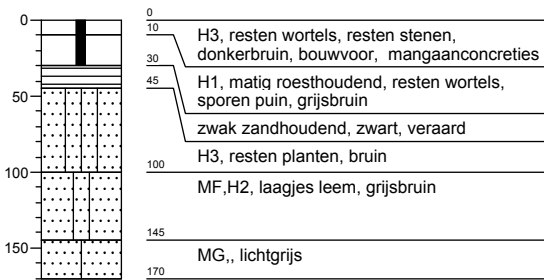 0
0
10
H3, resten wortels, resten stenen,
donkerbruin, bouwvoor, mangaanconcreties
30
H1, matig roesthoudend, resten wortels,
sporen puin, grijsbruin
45
50
zwak zandhoudend, zwart, veraard
H3, resten planten, bruin
100
100
MF,H2, laagjes leem, grijsbruin
145
150
MG,, lichtgrijs
170